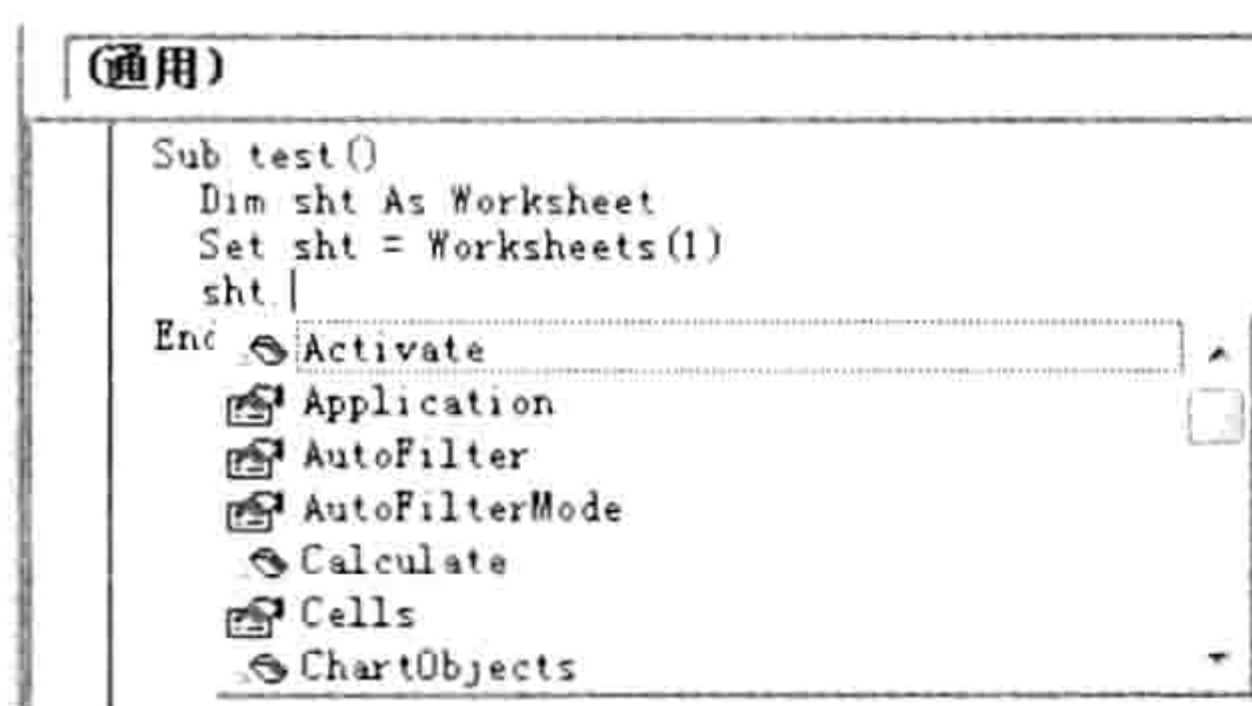 (通用)
Sub test()
Dim sht As Worksheet
Set sht = Worksheets(1)
sht.
End
Activate
Application
AutoFilter
AutoFilterMode
Calculate
Cells
ChartObjects